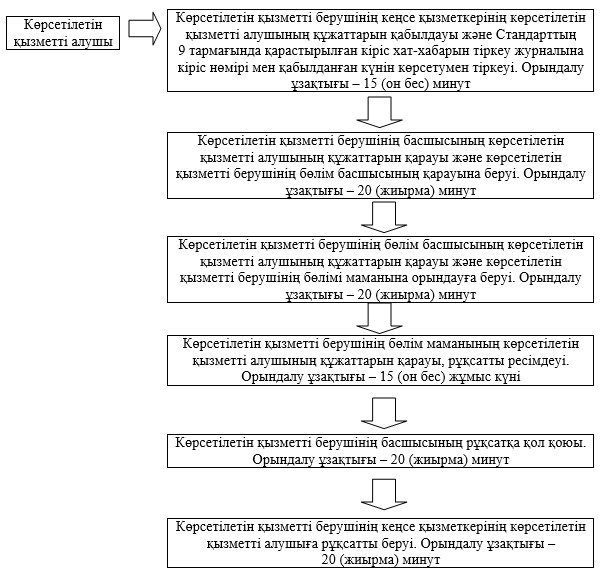 Көрсетілетін
қызметті алушы
Көрсетілетін қызметті берушінің кеңсе қызметкерінің көрсетілетін
қызметті алушының құжаттарын қабылдауы және Стандарттың
9 тармағында қарастырылған кіріс хат-хабарын тіркеу журналына
кіріс нөмірі мен қабылданған күнін көрсетумен тіркеуі. Орындалу
ұзақтығы – 15 (он бес) минут
Көрсетілетін қызметті берушінің басшысының көрсетілетін
қызметті алушының құжаттарын қарауы және көрсетілетін
қызметті берушінің бөлім басшысының қарауына беруі. Орындалу
ұзақтығы – 20 (жиырма) минут
Көрсетілетін қызметті берушінің бөлім басшысының көрсетілетін
қызметті алушының құжаттарын қарауы және көрсетілетін
қызметті берушінің бөлімі маманына орындауға беруі. Орындалу
ұзақтығы – 20 (жиырма) минут
Көрсетілетін қызметті берушінің бөлім маманының көрсетілетін
қызметті алушының құжаттарын қарауы, рұқсатты ресімдеуі.
Орындалу ұзақтығы – 15 (он бес) жұмыс күні
Көрсетілетін қызметті берушінің басшысының рұқсатқа қол қоюы.
Орындалу ұзақтығы – 20 (жиырма) минут
Көрсетілетін қызметті берушінің кеңсе қызметкерінің көрсетілетін
қызметті алушыға рұқсатты беруі. Орындалу ұзақтығы –
20 (жиырма) минут